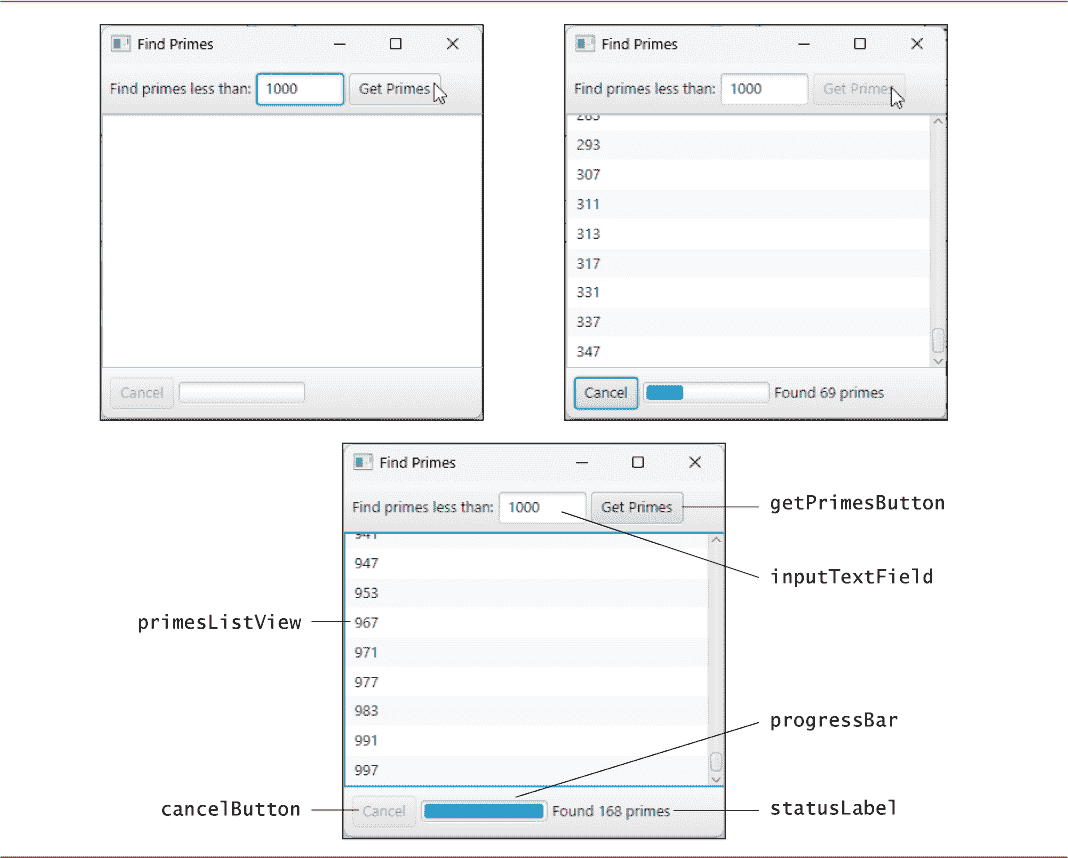 Find Primes
Find primes less than: 1000 Get Primes
Cancel
Find Primes
Find primes less than: 1000 Get Primes
283
293
307
311
313
317
331
337
347
Cancel Found 69 primes
Find Primes
Find primes less than: 1000 Get Primes
getPrimesButton
941
947
inputTextField
953
primesListView
967
971
977
983
progressBar
991
997
cancelButton
Cancel Found 168 primes
statusLabel